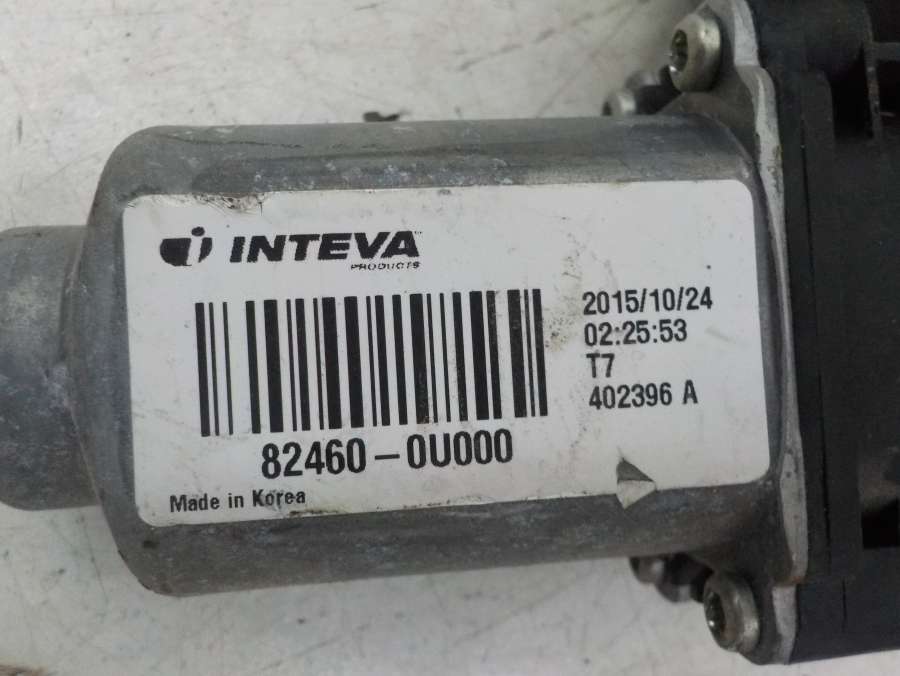 INTEVA
PRODUCTS
2015/10/24
02:25:53
T7
402396 A
82460-0U000
Made in Korea